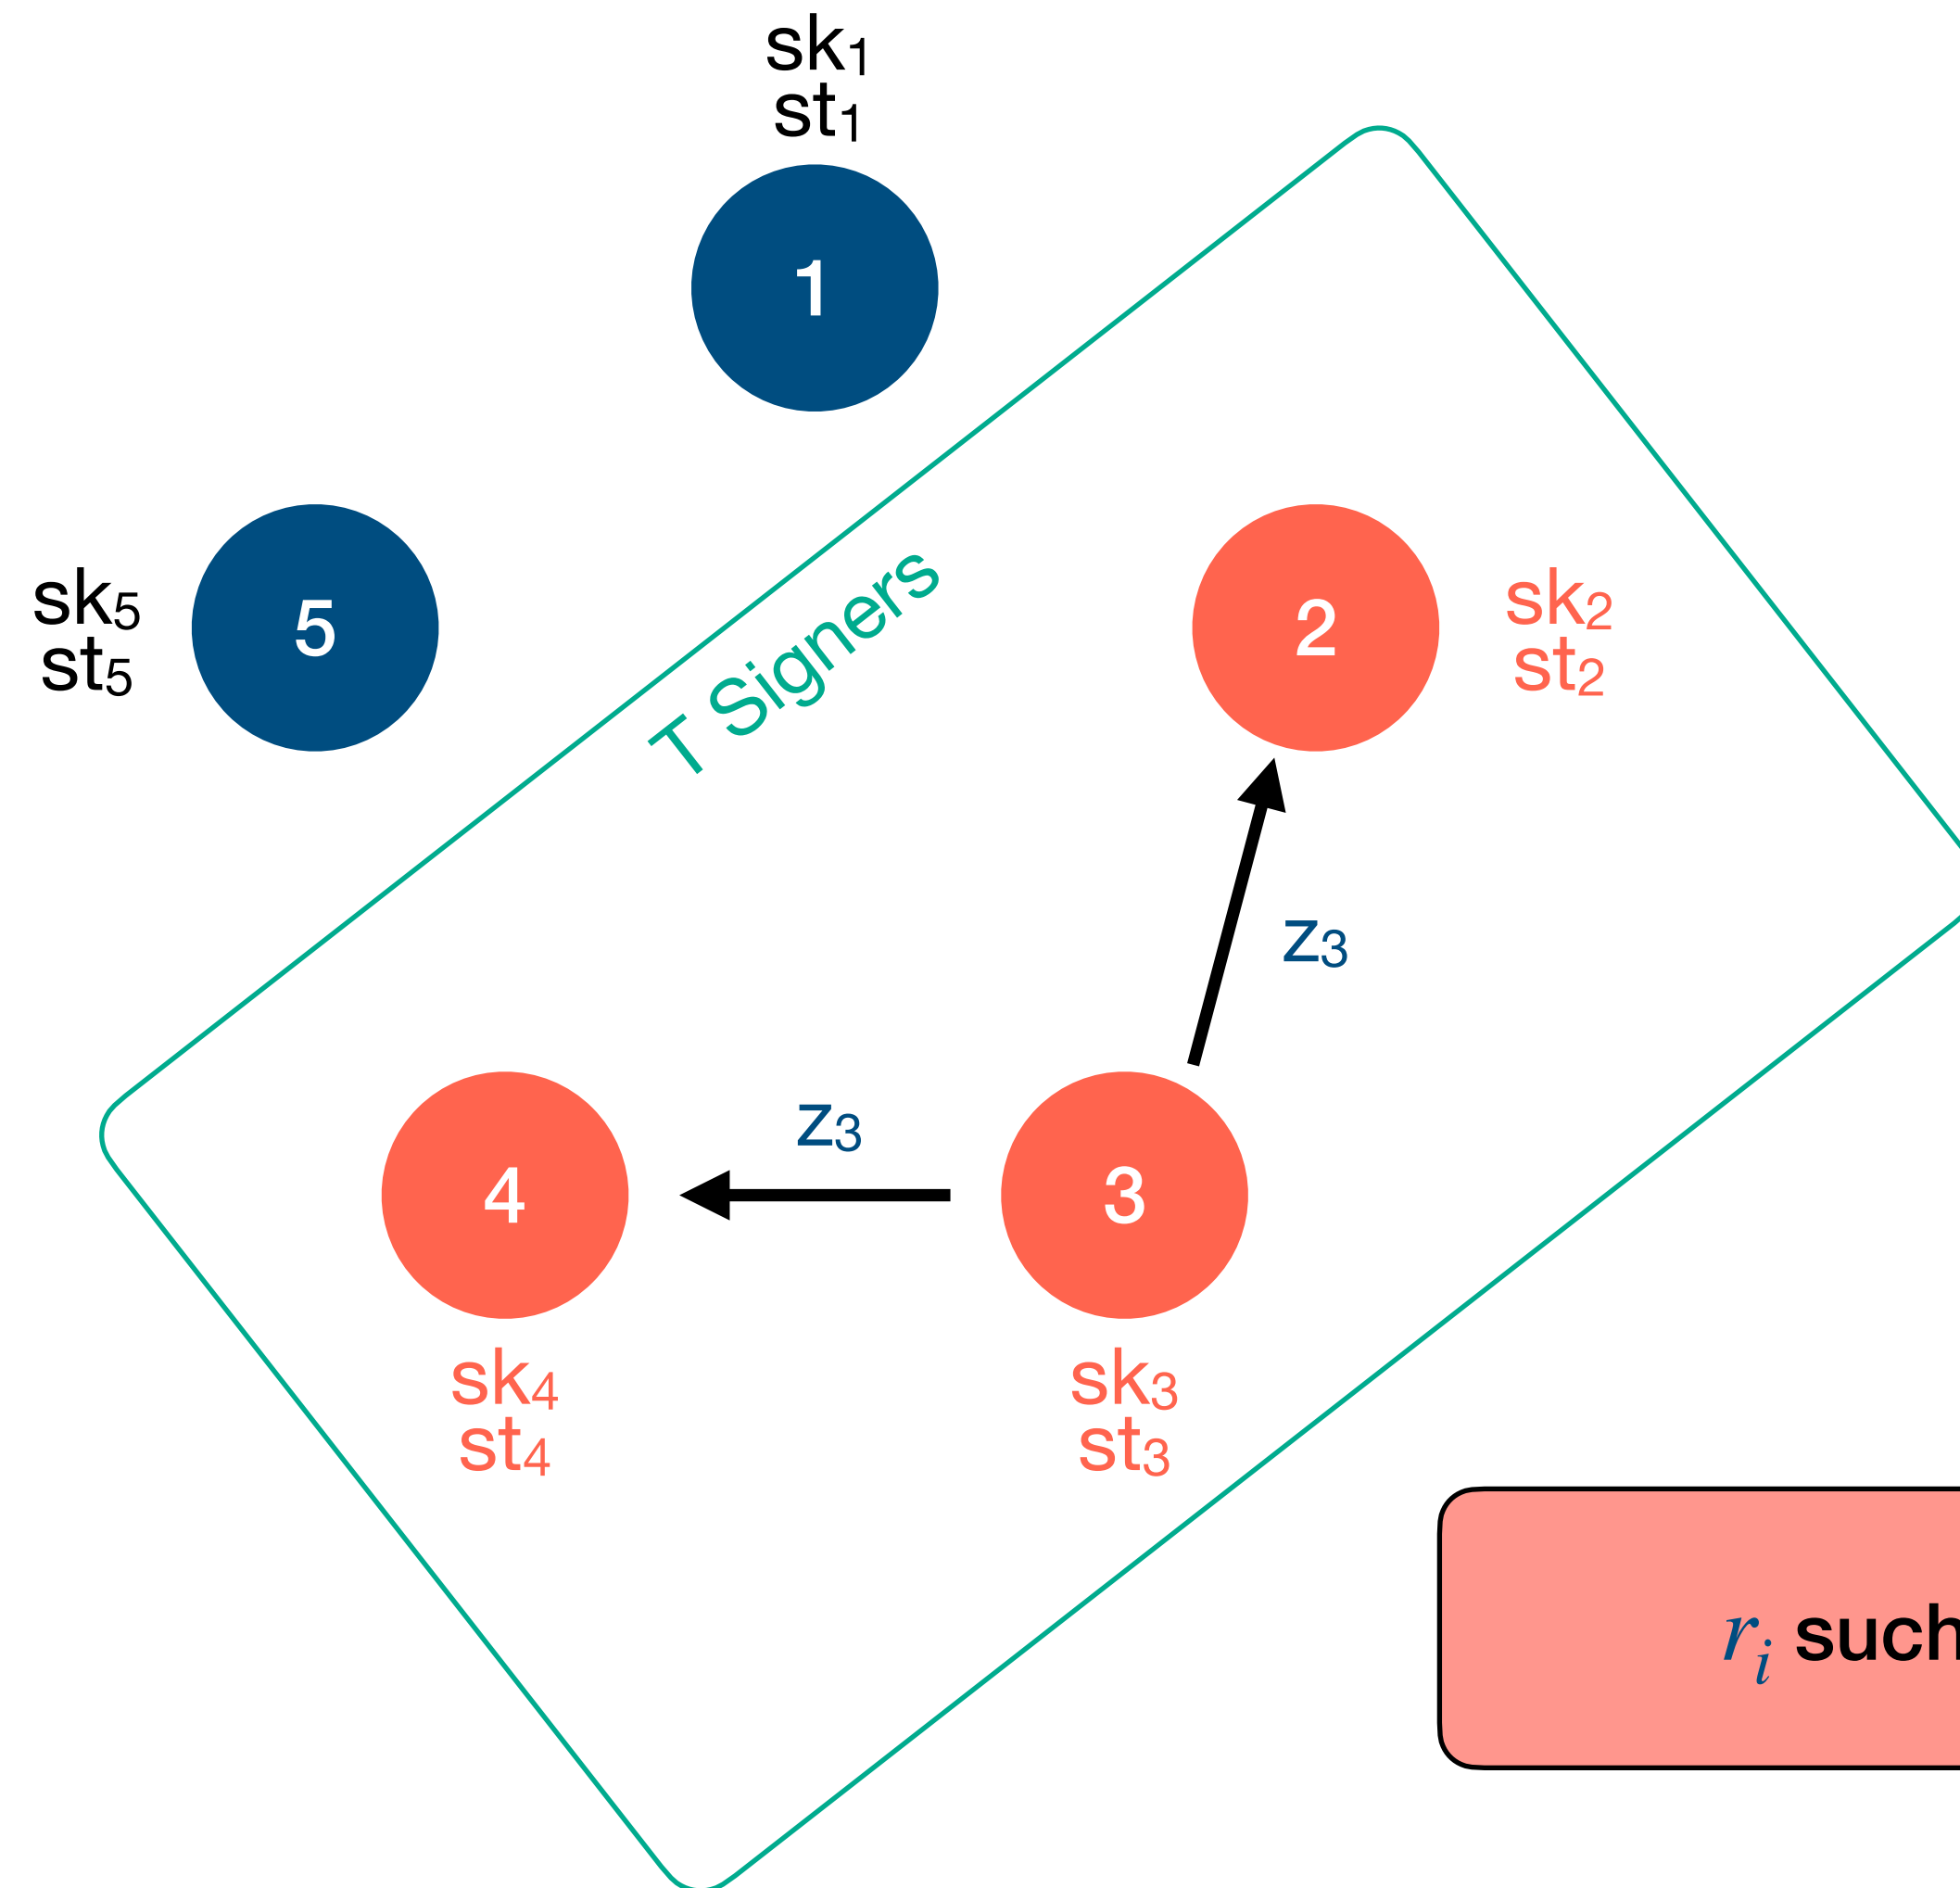 sk₁
st₁
1
5
sk₅
st₅
T Signers
2
sk₂
st₂
z₃
z₃
4
3
sk₄
st₄
sk₃
st₃
rᵢ such